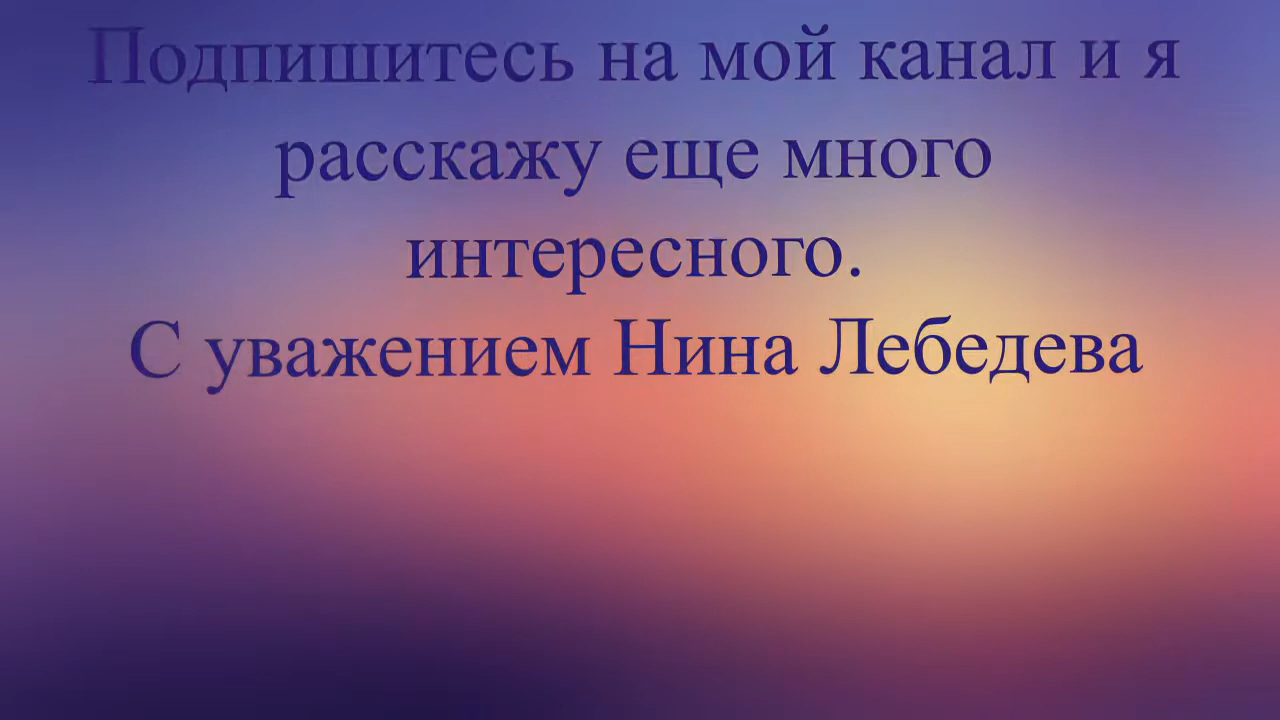 Подпишитесь на мой канал и я
расскажу еще много
интересного.
С уважением Нина Лебедева